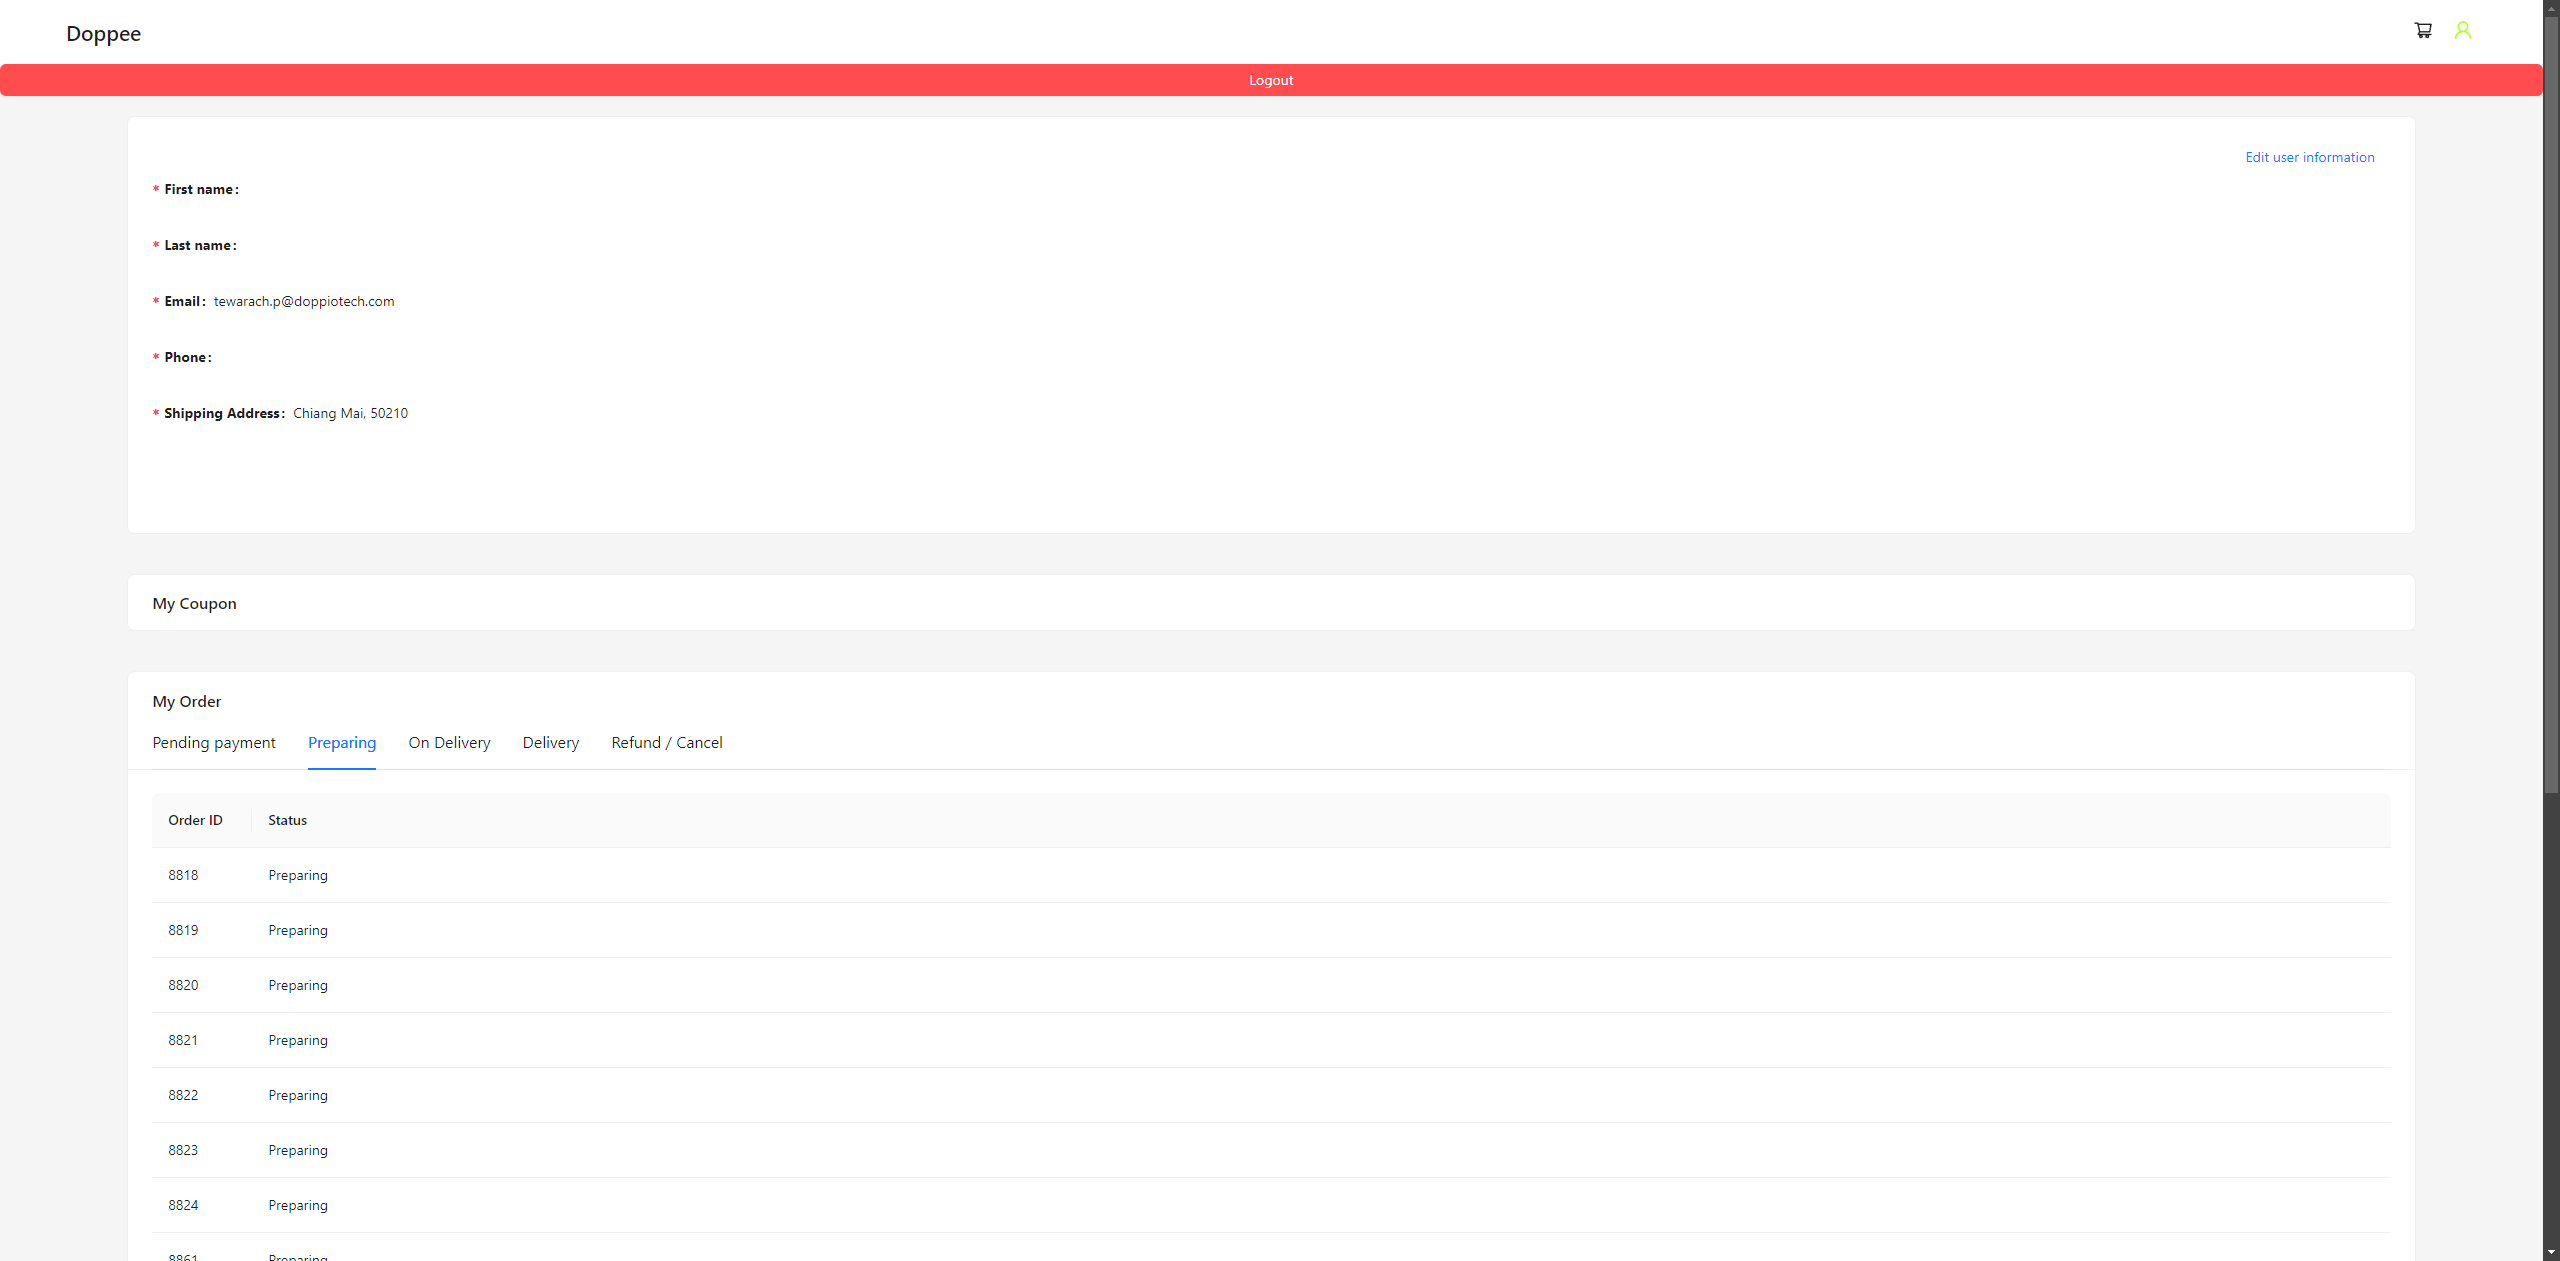 Doppee
Logout
Edit user information
* First name:
* Last name:
* Email: tewarach.p@doppiotech.com
* Phone:
* Shipping Address: Chiang Mai, 50210
My Coupon
My Order
Pending payment Preparing On Delivery Delivery Refund / Cancel
Order ID Status
8818 Preparing
8819 Preparing
8820 Preparing
8821 Preparing
8822 Preparing
8823 Preparing
8824 Preparing
8861 Preparing